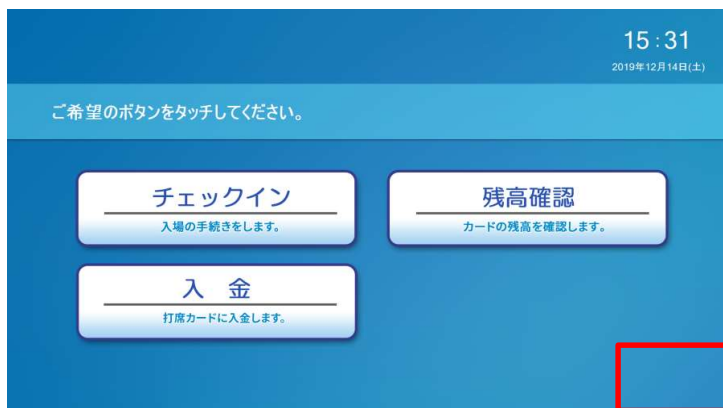 15:31
2019年12月14日(土)
ご希望のボタンをタッチしてください。
チェックイン
入場の手続きをします。
残高確認
カードの残高を確認します。
入　金
打席カードに入金します。